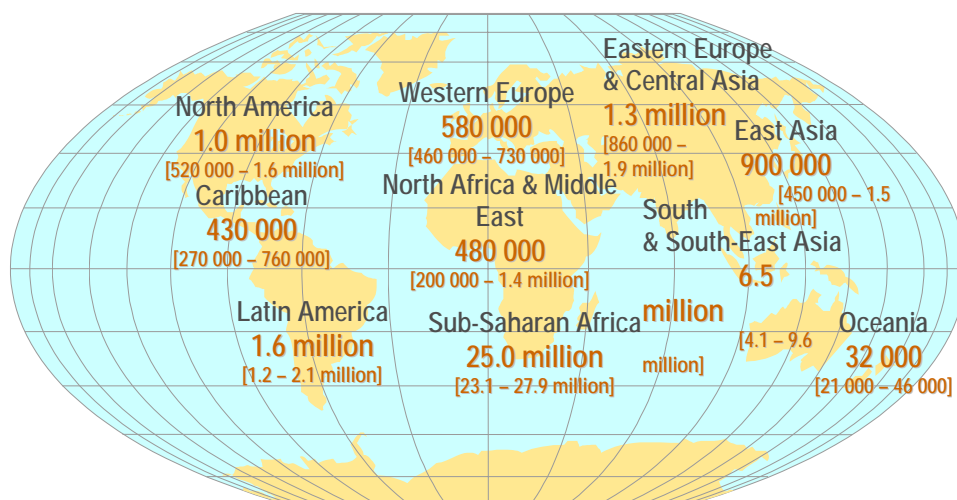 Eastern Europe
& Central Asia
1.3 million
[860 000 –
1.9 million]
North America
1.0 million
[520 000 – 1.6 million]
Western Europe
580 000
[460 000 – 730 000]
East Asia
900 000
[450 000 – 1.5
million]
Caribbean
430 000
[270 000 – 760 000]
North Africa & Middle
East
480 000
[200 000 – 1.4 million]
South
& South-East Asia
6.5
million
[4.1 – 9.6
million]
Latin America
1.6 million
[1.2 – 2.1 million]
Sub-Saharan Africa
25.0 million
[23.1 – 27.9 million]
Oceania
32 000
[21 000 – 46 000]